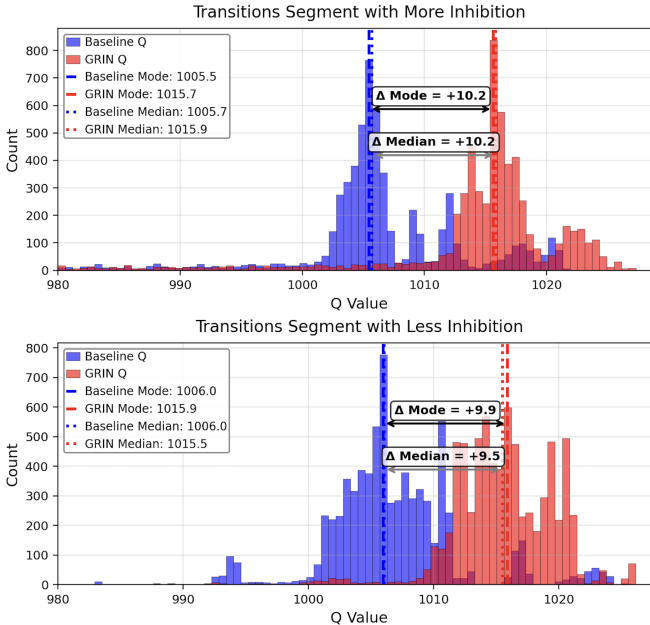 Transitions Segment with More Inhibition
Baseline Q
GRIN Q
Baseline Mode: 1005.5
GRIN Mode: 1015.7
Baseline Median: 1005.7
GRIN Median: 1015.9
Δ Mode = +10.2
Δ Median = +10.2
Count
800
700
600
500
400
300
200
100
0
980
990
1000
1010
1020
Q Value
Transitions Segment with Less Inhibition
Baseline Q
GRIN Q
Baseline Mode: 1006.0
GRIN Mode: 1015.9
Baseline Median: 1006.0
GRIN Median: 1015.5
Δ Mode = +9.9
Δ Median = +9.5
Count
800
700
600
500
400
300
200
100
0
980
990
1000
1010
1020
Q Value